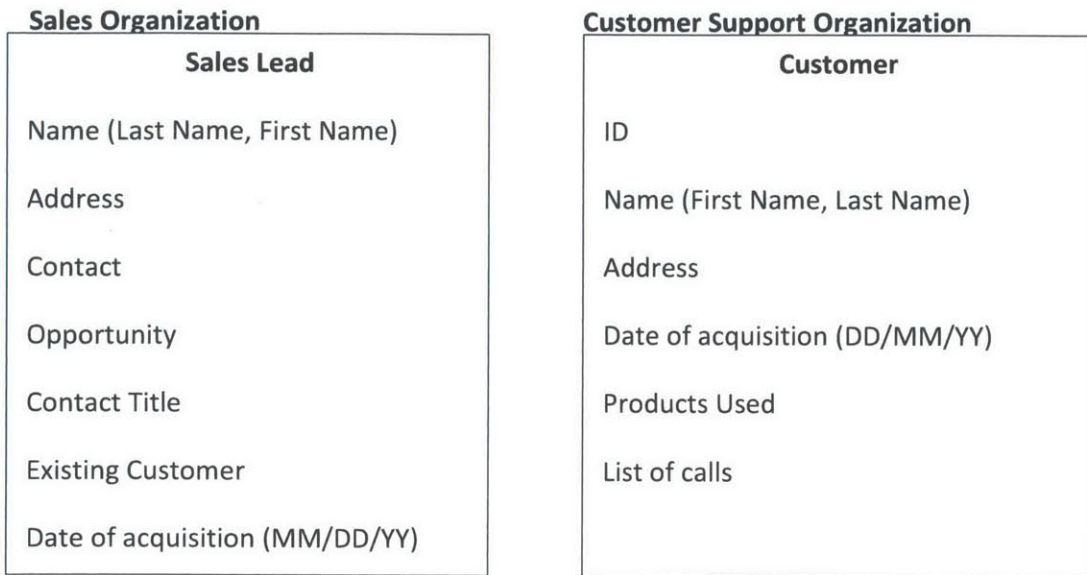 Sales Organization
Sales Lead
Name (Last Name, First Name)
Address
Contact
Opportunity
Contact Title
Existing Customer
Date of acquisition (MM/DD/YY)
Customer Support Organization
Customer
ID
Name (First Name, Last Name)
Address
Date of acquisition (DD/MM/YY)
Products Used
List of calls